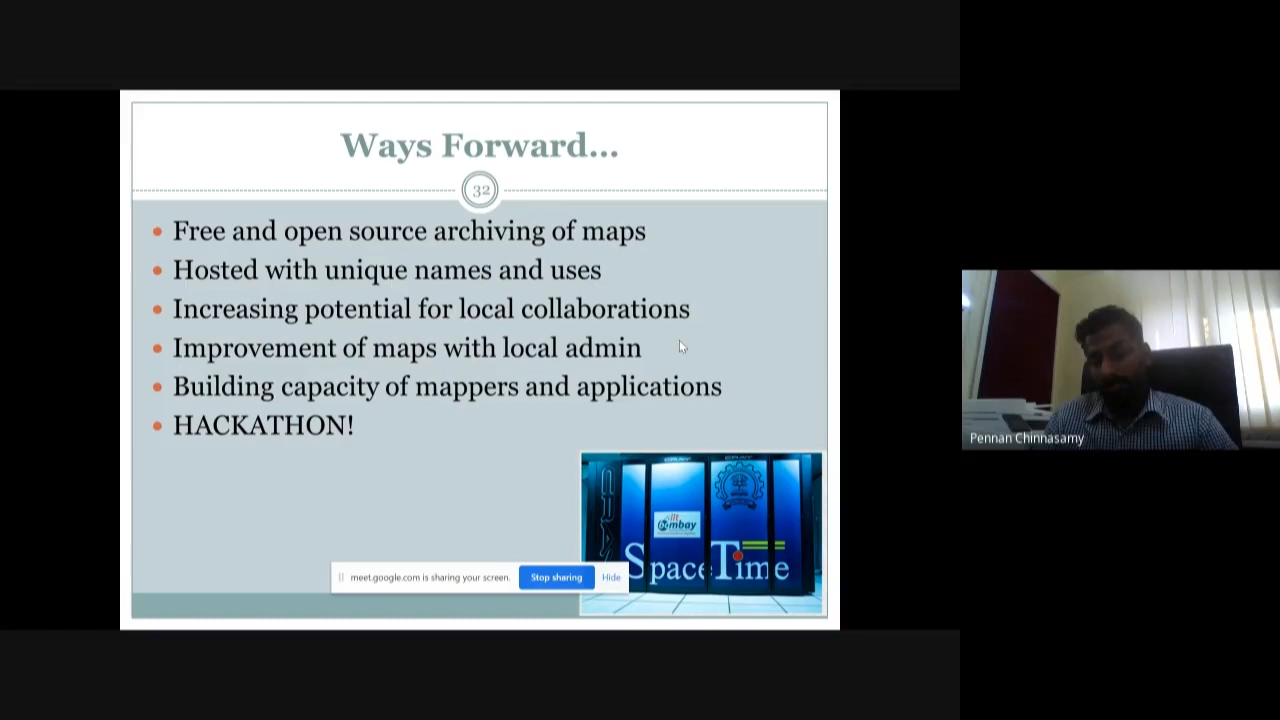 Ways Forward...
32
Free and open source archiving of maps
Hosted with unique names and uses
Increasing potential for local collaborations
Improvement of maps with local admin
Building capacity of mappers and applications
HACKATHON!
CRAY
iit
bombay
SpaceTime
meet.google.com is sharing your screen.
Stop sharing
Hide
Pennan Chinnasamy